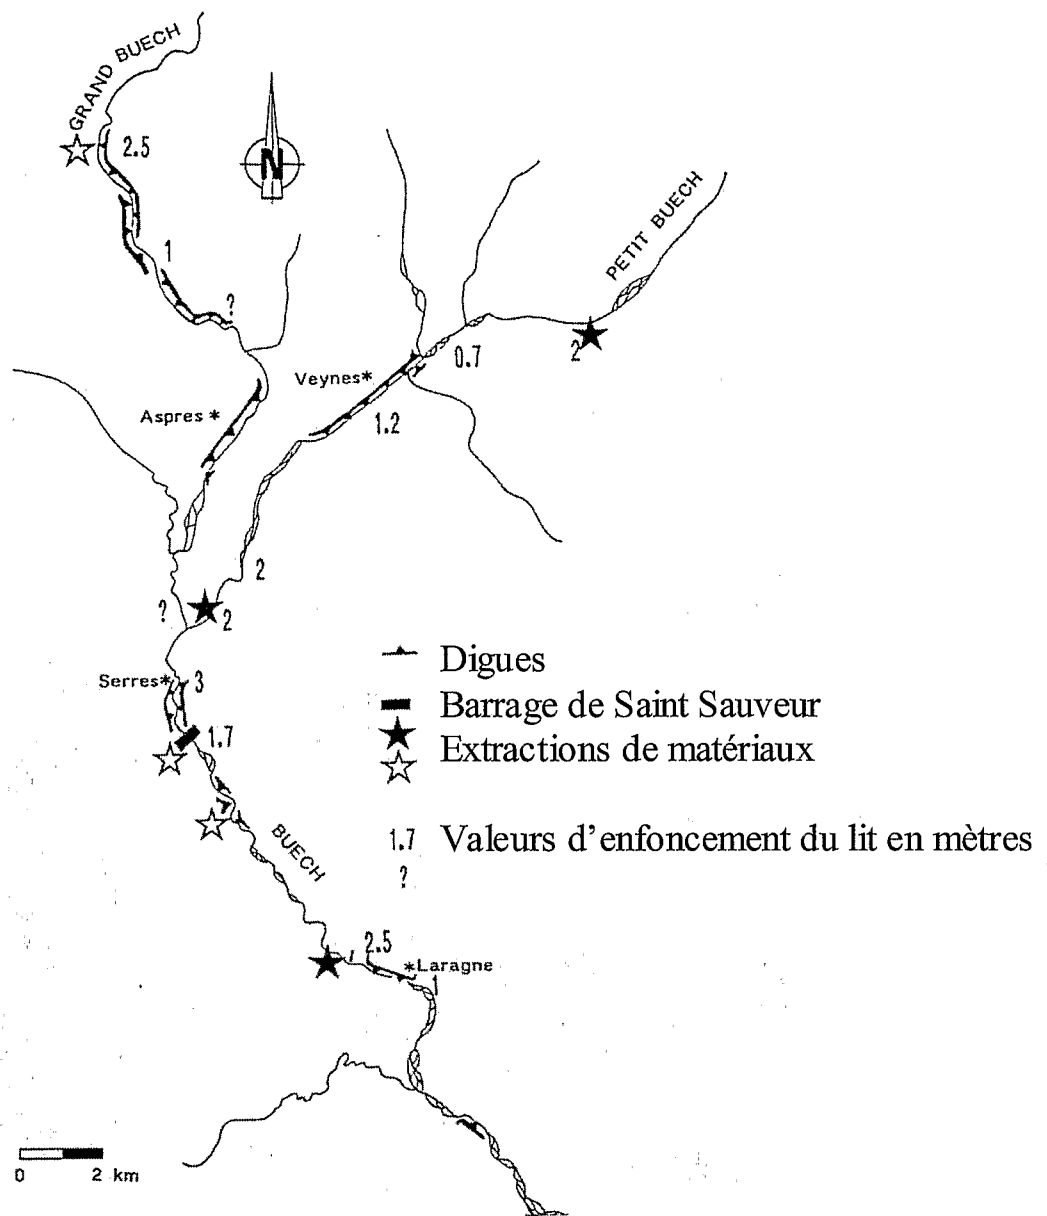 GRAND BUECH
2.5
N
PETIT BUECH
1
?
2
0.7
Veynes*
Aspres *
1.2
2
?
2
Digues
Serres*
3
Barrage de Saint Sauveur
1.7
Extractions de matériaux
BUECH
1.7 Valeurs d'enfoncement du lit en mètres
?
2.5
*Laragne
1
0 2 km